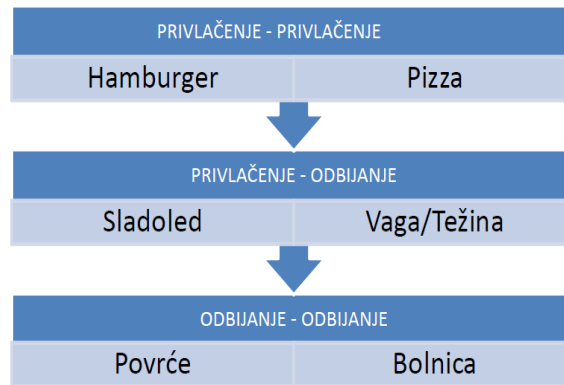 PRIVLAČENJE - PRIVLAČENJE
Hamburger Pizza
PRIVLAČENJE - ODBIJANJE
Sladoled Vaga/Težina
ODBIJANJE - ODBIJANJE
Povrće Bolnica